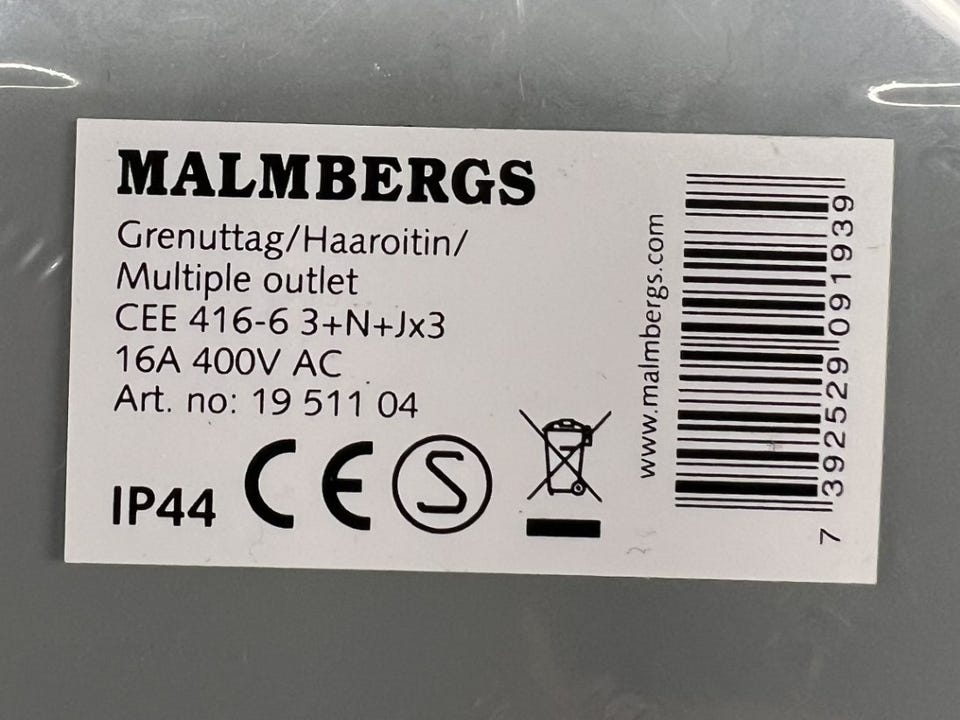 MALMBERGS
Grenuttag/Haaroitin/
Multiple outlet
CEE 416-6 3+N+Jx3
16A 400V AC
Art. no: 19 511 04
IP44 CE S
www.malmbergs.com
7 392529 091939